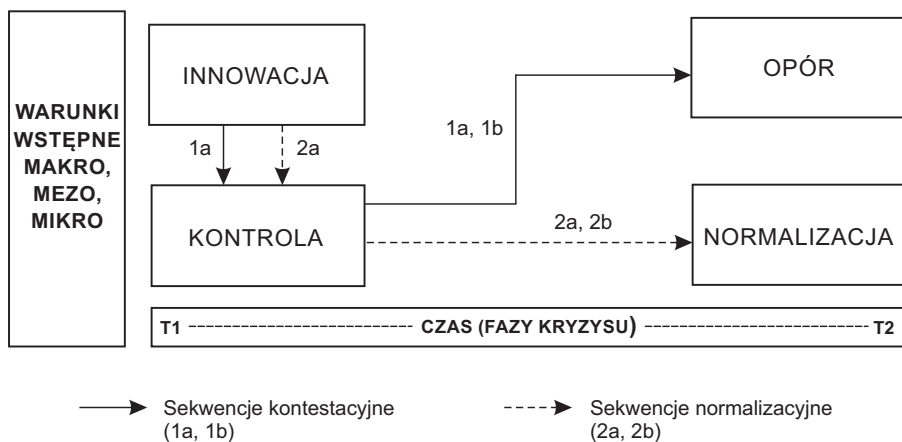 WARUNKI
WSTĘPNE
MAKRO,
MEZO,
MIKRO
INNOWACJA
1a
2a
KONTROLA
1a, 1b
OPÓR
2a, 2b
NORMALIZACJA
T1 CZAS (FAZY KRYZYSU) T2
Sekwencje kontestacyjne
(1a, 1b)
Sekwencje normalizacyjne
(2a, 2b)